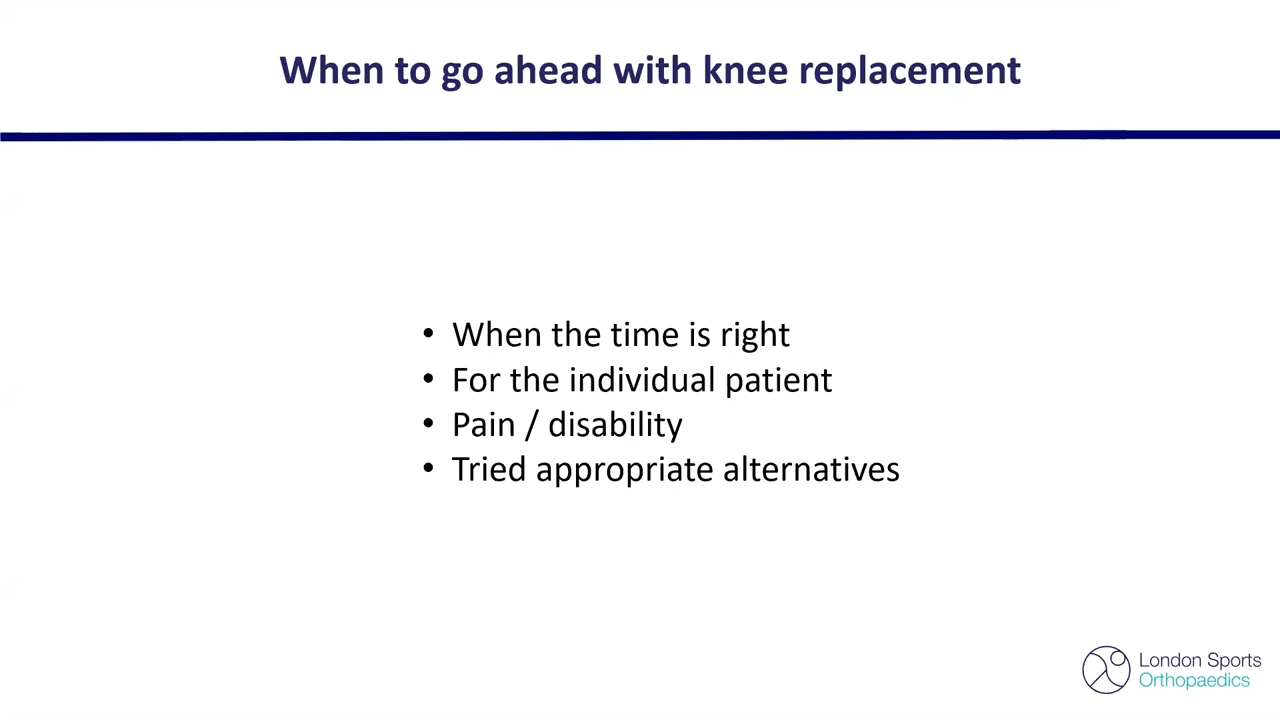 When to go ahead with knee replacement
• When the time is right
• For the individual patient
• Pain / disability
• Tried appropriate alternatives
London Sports
Orthopaedics